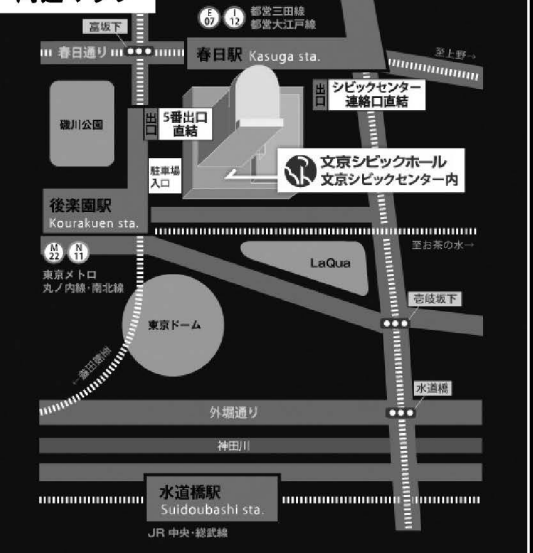 周辺マップ
E 07
I 12
都営三田線
都営大江戸線
富坂下
春日通り
春日駅 Kasuga sta.
至上野→
出口
シビックセンター
連絡口直結
礫川公園
出口
5番出口
直結
駐車場
入口
文京シビックホール
文京シビックセンター内
後楽園駅
Kourakuen sta.
M 22
N 11
東京メトロ
丸ノ内線・南北線
至お茶の水→
LaQua
壱岐坂下
東京ドーム
水道橋
外堀通り
神田川
水道橋駅
Suidoubashi sta.
JR 中央・総武線